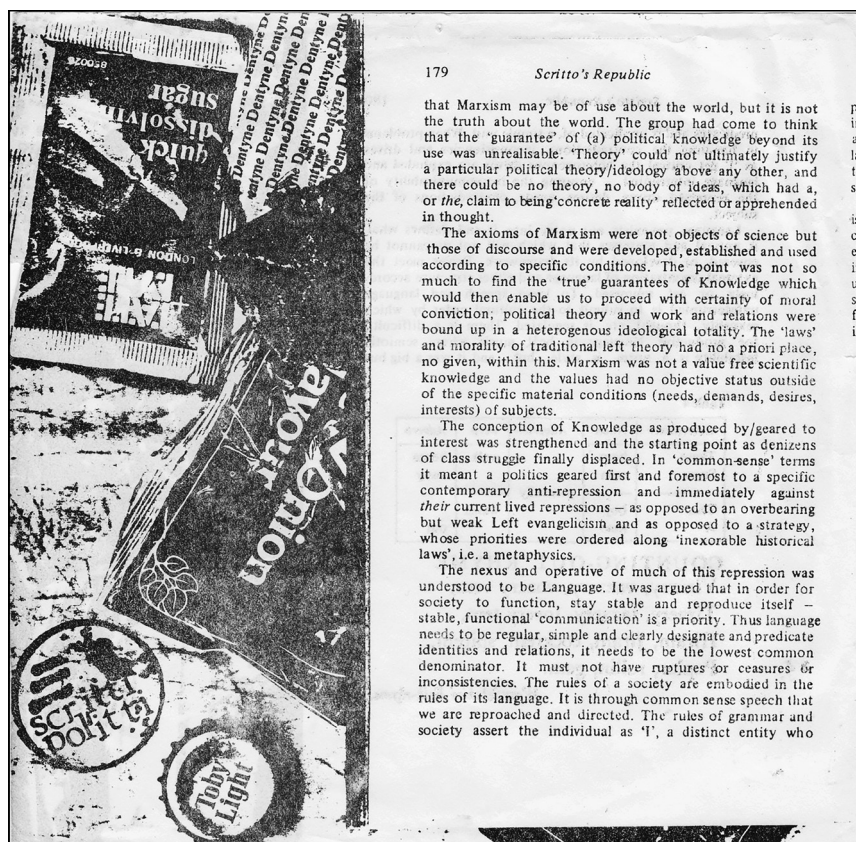 850026
quick
dissolvin
sugar
Dentyne Dentyne Dentyne
LONDON & LIVERPOOL
TATE
LYLE
Onion
avour
scritti
politti
Toby
Light
179
Scritto's Republic
that Marxism may be of use about the world, but it is not
the truth about the world. The group had come to think
that the 'guarantee' of (a) political knowledge beyond its
use was unrealisable. 'Theory' could not ultimately justify
a particular political theory/ideology above any other, and
there could be no theory, no body of ideas, which had a,
or the, claim to being 'concrete reality' reflected or apprehended
in thought.
The axioms of Marxism were not objects of science but
those of discourse and were developed, established and used
according to specific conditions. The point was not so
much to find the 'true' guarantees of Knowledge which
would then enable us to proceed with certainty of moral
conviction; political theory and work and relations were
bound up in a heterogenous ideological totality. The 'laws'
and morality of traditional left theory had no a priori place,
no given, within this. Marxism was not a value free scientific
knowledge and the values had no objective status outside
of the specific material conditions (needs, demands, desires,
interests) of subjects.
The conception of Knowledge as produced by/geared to
interest was strengthened and the starting point as denizens
of class struggle finally displaced. In 'common-sense' terms
it meant a politics geared first and foremost to a specific
contemporary anti-repression and immediately against
their current lived repressions – as opposed to an overbearing
but weak Left evangelicism and as opposed to a strategy,
whose priorities were ordered along 'inexorable historical
laws', i.e. a metaphysics.
The nexus and operative of much of this repression was
understood to be Language. It was argued that in order for
society to function, stay stable and reproduce itself –
stable, functional 'communication' is a priority. Thus language
needs to be regular, simple and clearly designate and predicate
identities and relations, it needs to be the lowest common
denominator. It must not have ruptures or ceasures or
inconsistencies. The rules of a society are embodied in the
rules of its language. It is through common sense speech that
we are reproached and directed. The rules of grammar and
society assert the individual as 'I', a distinct entity who